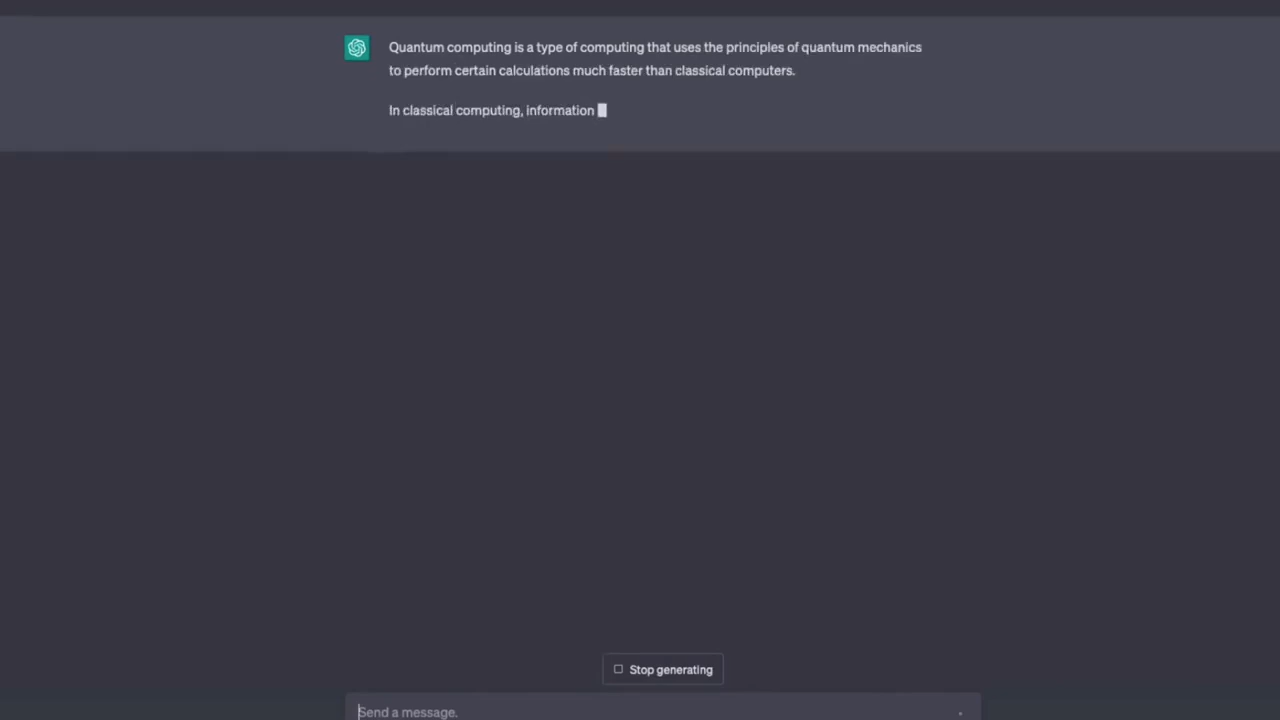 Quantum computing is a type of computing that uses the principles of quantum mechanics
to perform certain calculations much faster than classical computers.
In classical computing, information
Stop generating
Send a message.